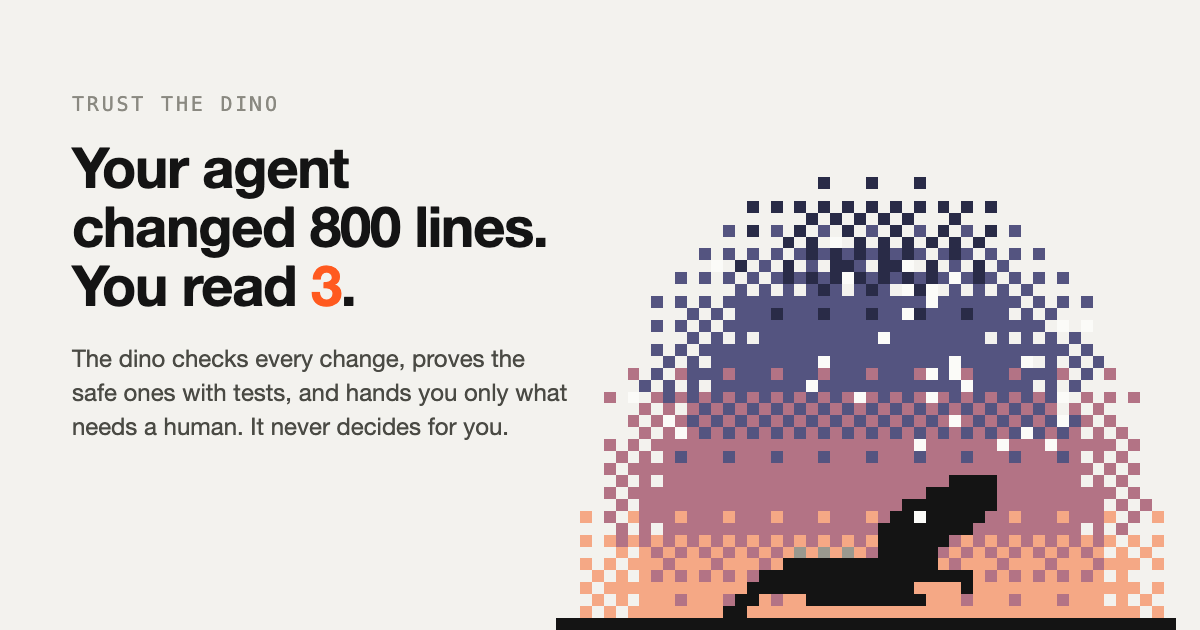 TRUST THE DINO
Your agent
changed 800 lines.
You read 3.
The dino checks every change, proves the
safe ones with tests, and hands you only what
needs a human. It never decides for you.